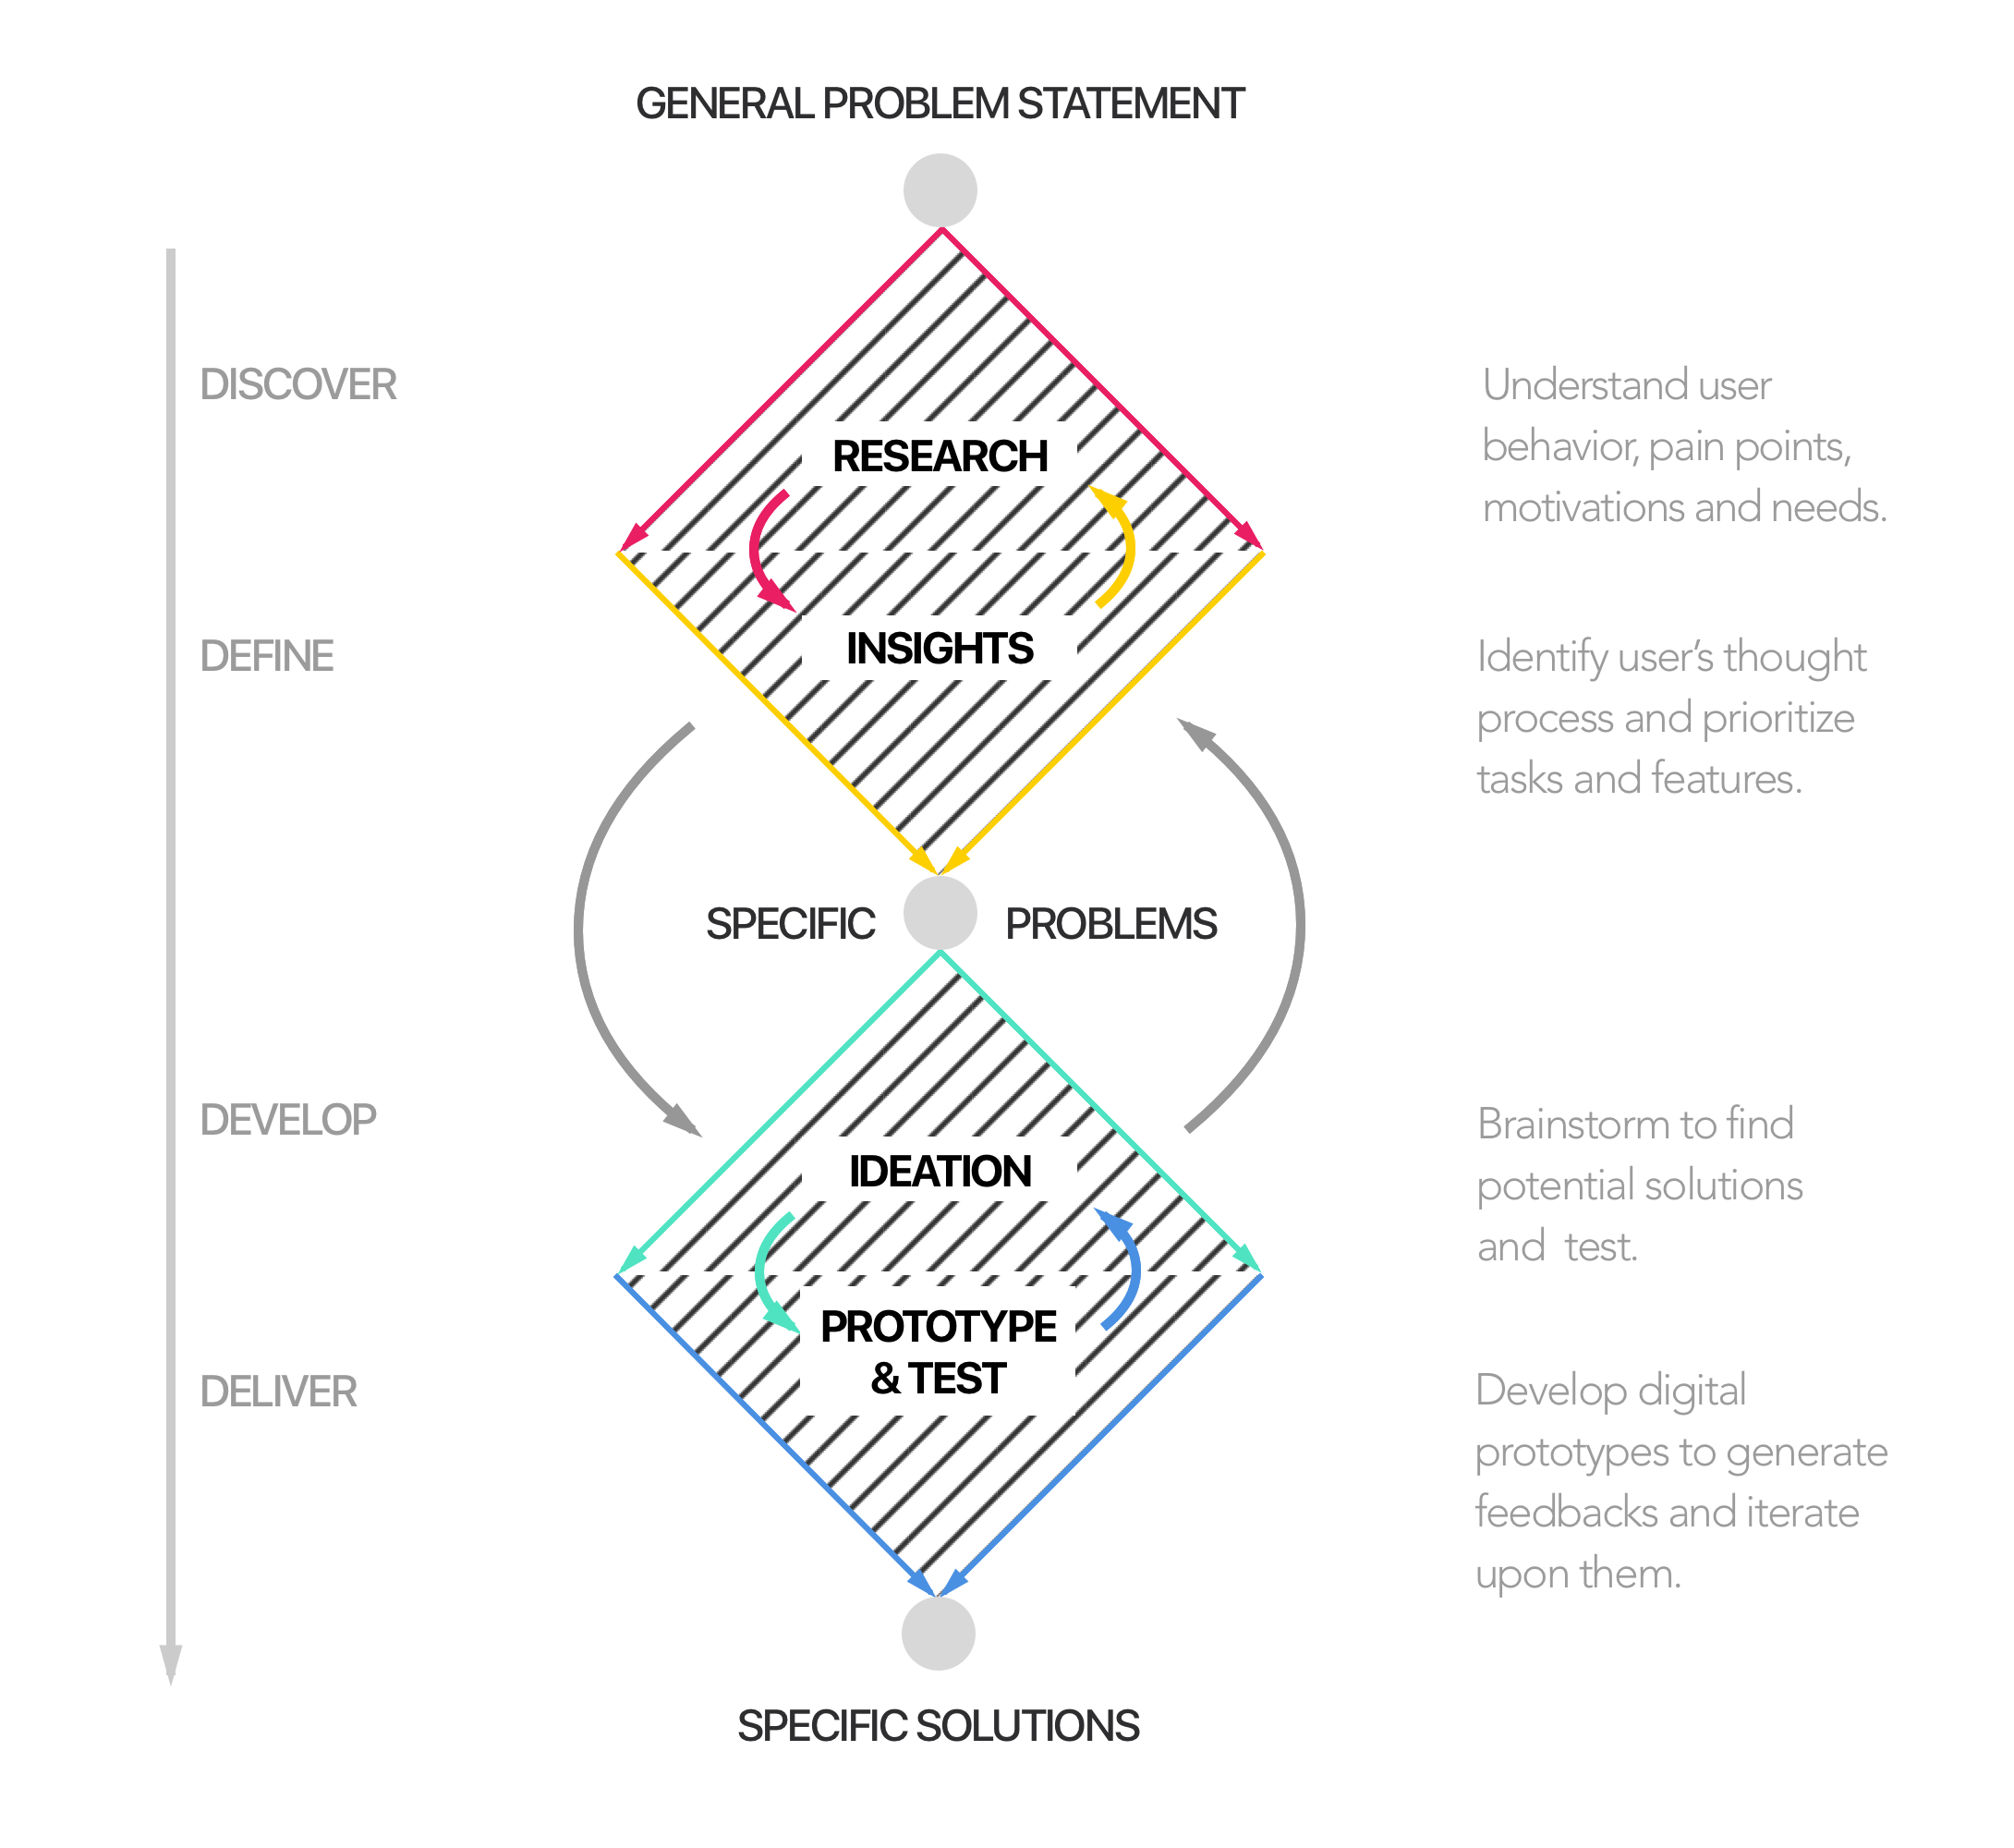 GENERAL PROBLEM STATEMENT
DISCOVER
RESEARCH
Understand user
behavior, pain points,
motivations and needs.
DEFINE
INSIGHTS
Identify user's thought
process and prioritize
tasks and features.
SPECIFIC PROBLEMS
DEVELOP
IDEATION
Brainstorm to find
potential solutions
and test.
DELIVER
PROTOTYPE
& TEST
Develop digital
prototypes to generate
feedbacks and iterate
upon them.
SPECIFIC SOLUTIONS